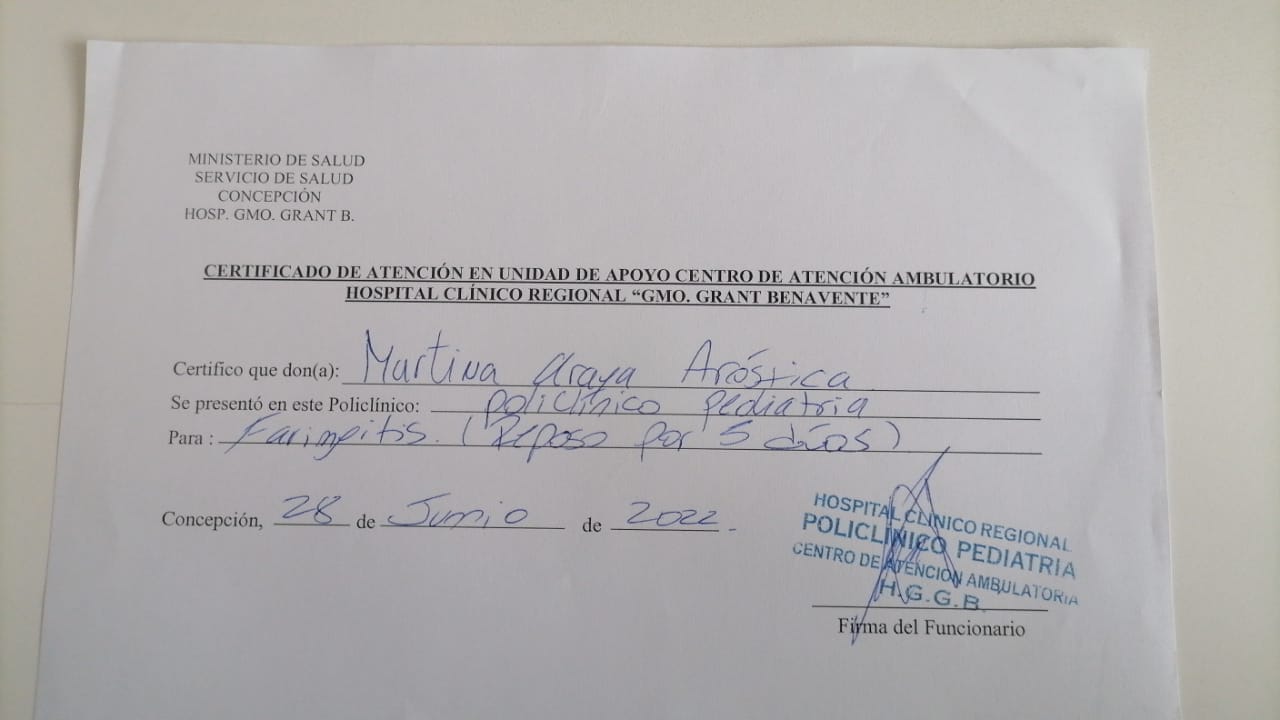 MINISTERIO DE SALUD
SERVICIO DE SALUD
CONCEPCIÓN
HOSP. GMO. GRANT B.
CERTIFICADO DE ATENCIÓN EN UNIDAD DE APOYO CENTRO DE ATENCIÓN AMBULATORIO
HOSPITAL CLÍNICO REGIONAL “GMO. GRANT BENAVENTE”
Certifico que don(a): Martina Araya Aróstica
Se presentó en este Policlínico: policlínico pediatria
Para : Faringitis. (Reposo por 5 días)
Concepción, 28 de Junio de 2022.
HOSPITAL CLINICO REGIONAL
POLICLINICO PEDIATRIA
CENTRO DE ATENCION AMBULATORIA
H.G.G.B.
Firma del Funcionario